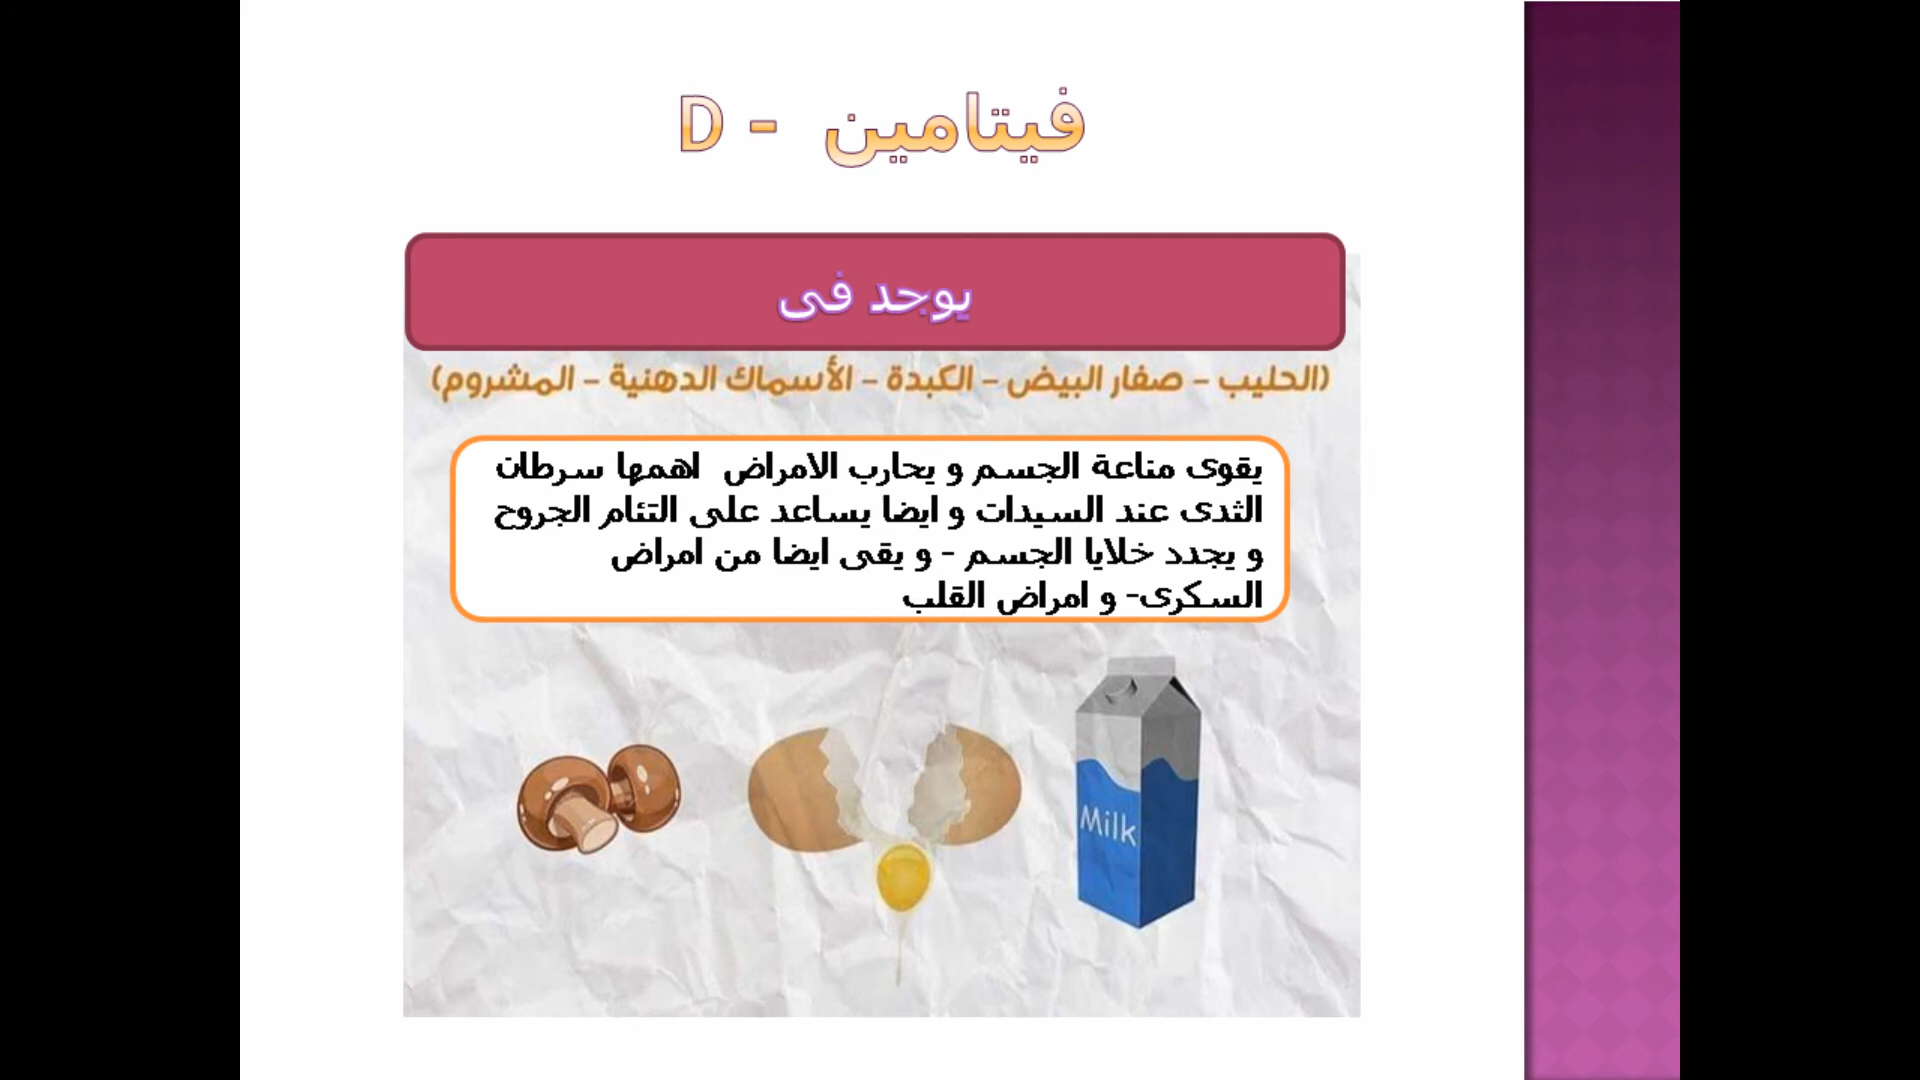 فيتامين - D
يوجد فى
(الحليب – صفار البيض – الكبدة – الأسماك الدهنية – المشروم)
يقوى مناعة الجسم و يحارب الامراض اهمها سرطان
الثدى عند السيدات و ايضا يساعد على التئام الجروح
و يجدد خلايا الجسم - و يقى ايضا من امراض
السكرى- و امراض القلب
Milk